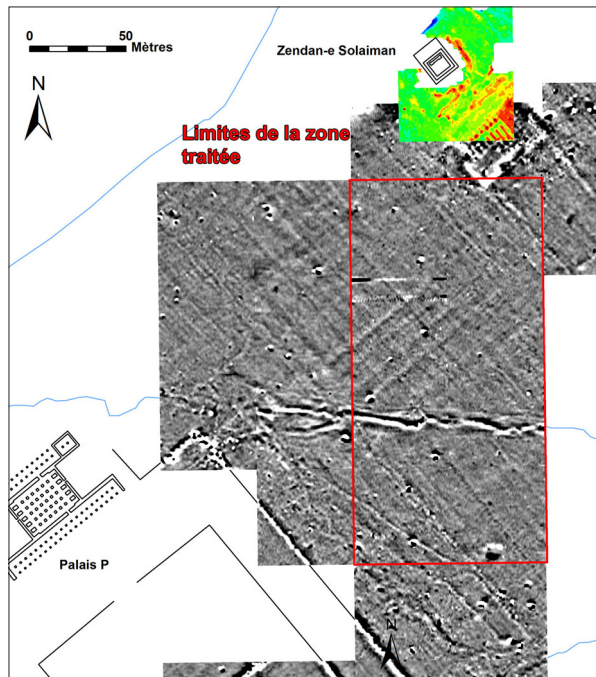 0
50
Mètres
Zendan-e Solaiman
N
Limites de la zone
traitée
Palais P
N